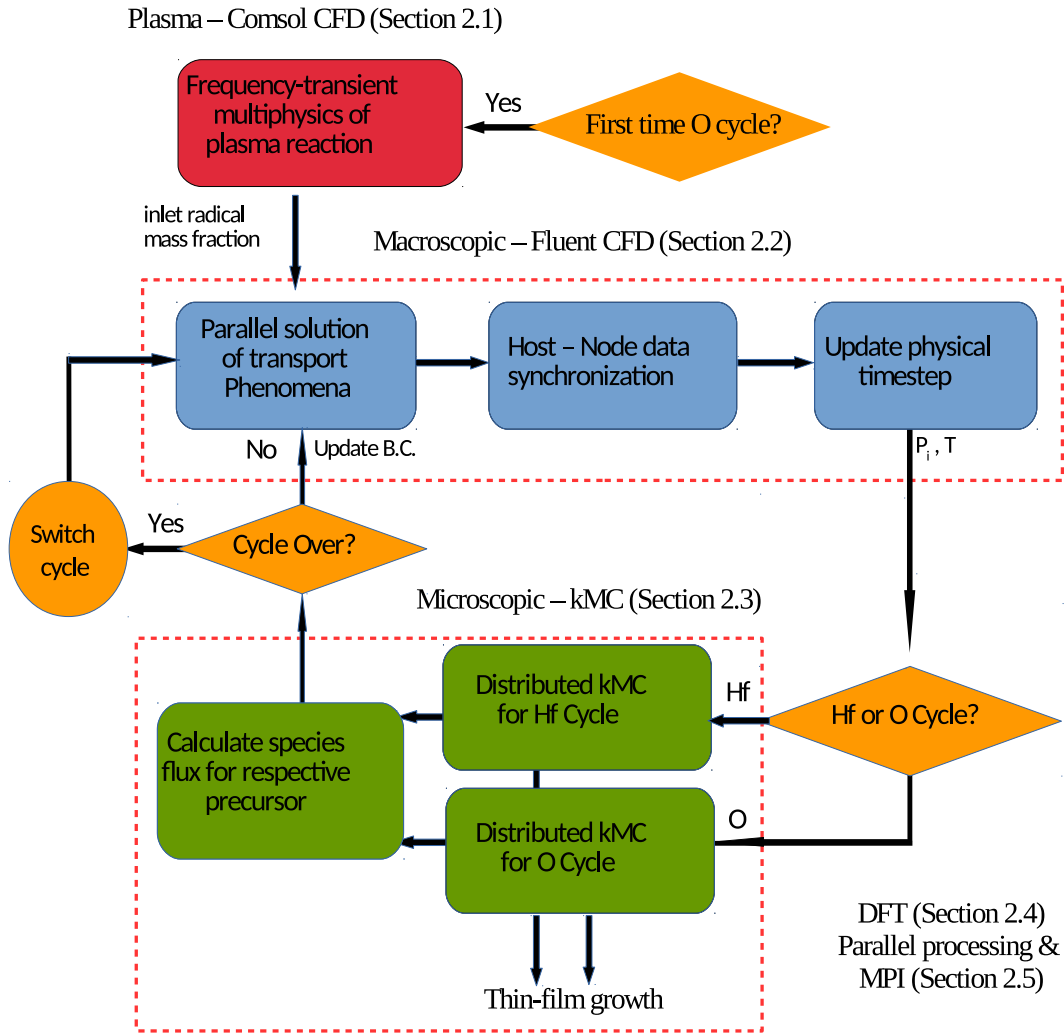 Plasma – Comsol CFD (Section 2.1)
Frequency-transient
multiphysics of
plasma reaction
Yes
First time O cycle?
inlet radical
mass fraction
Macroscopic – Fluent CFD (Section 2.2)
Parallel solution
of transport
Phenomena
Host – Node data
synchronization
Update physical
timestep
No
Update B.C.
Pi , T
Switch
cycle
Yes
Cycle Over?
Microscopic – kMC (Section 2.3)
Distributed kMC
for Hf Cycle
Hf
Hf or O Cycle?
Calculate species
flux for respective
precursor
Distributed kMC
for O Cycle
O
DFT (Section 2.4)
Parallel processing &
MPI (Section 2.5)
Thin-film growth